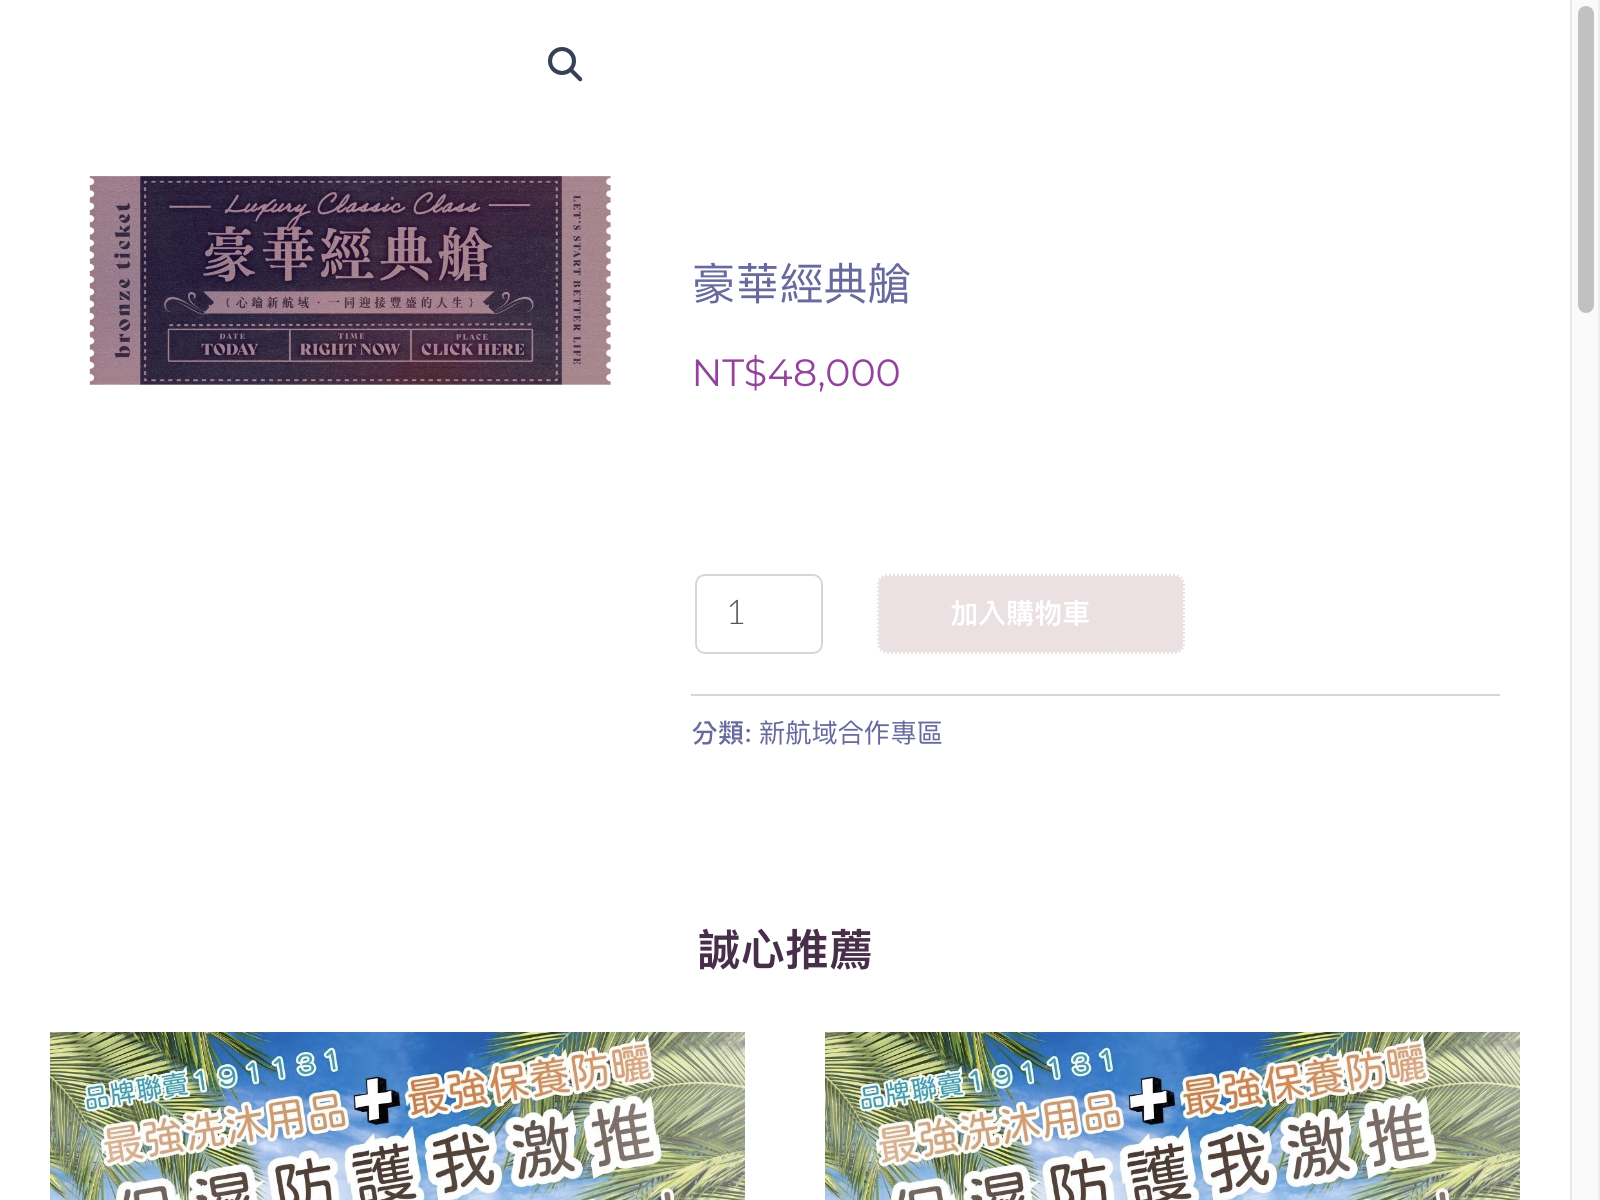 bronze ticket
Luxury Classic Class
豪華經典艙
{ 心鑰新航域 · 一同迎接豐盛的人生 }
DATE
TODAY
TIME
RIGHT NOW
PLACE
CLICK HERE
LET'S START BETTER LIFE
豪華經典艙
NT$48,000
1
加入購物車
分類: 新航域合作專區
誠心推薦
品牌聯賣191131
最強洗沐用品
最強保養防曬
保濕防護我激推
品牌聯賣191131
最強洗沐用品
最強保養防曬
保濕防護我激推